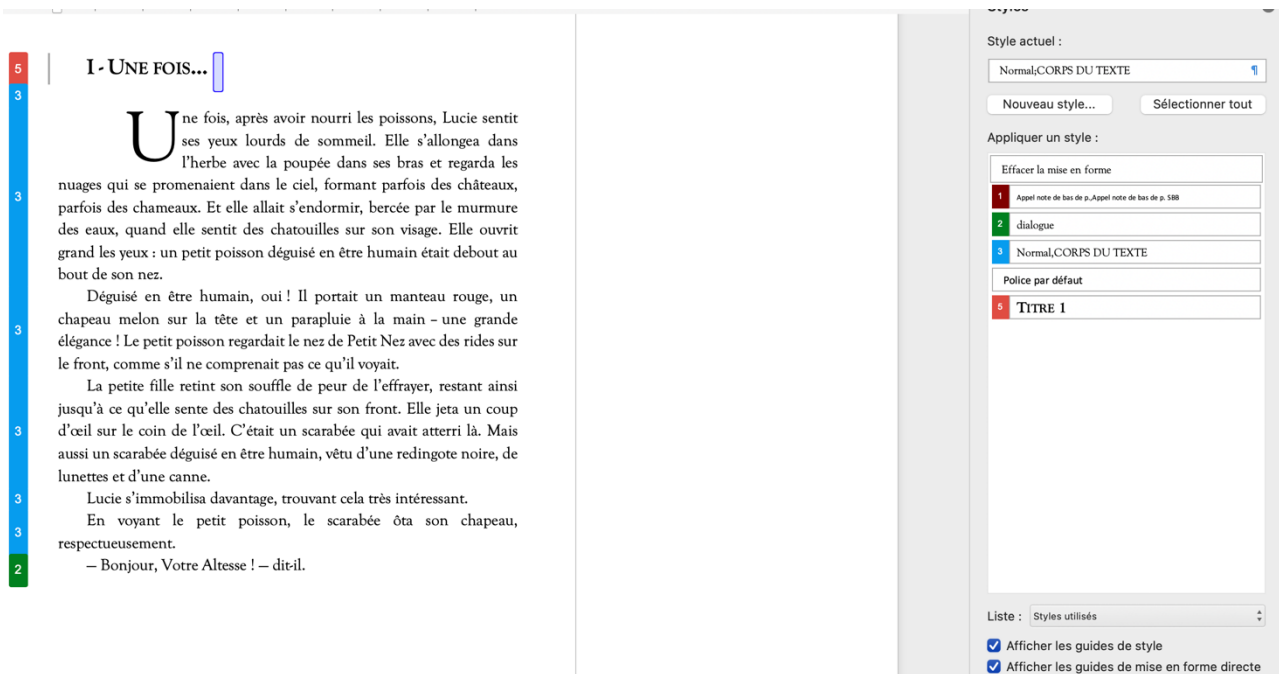 Styles
Style actuel :
Normal;CORPS DU TEXTE ¶
Nouveau style... Sélectionner tout
Appliquer un style :
Effacer la mise en forme
1 Appel note de bas de p.,Appel note de bas de p. SBB
2 dialogue
3 Normal,CORPS DU TEXTE
Police par défaut
5 TITRE 1
Liste : Styles utilisés
Afficher les guides de style
Afficher les guides de mise en forme directe
5
3
3
3
3
3
3
2
I - UNE FOIS...
Une fois, après avoir nourri les poissons, Lucie sentit
ses yeux lourds de sommeil. Elle s’allongea dans
l’herbe avec la poupée dans ses bras et regarda les
nuages qui se promenaient dans le ciel, formant parfois des châteaux,
parfois des chameaux. Et elle allait s’endormir, bercée par le murmure
des eaux, quand elle sentit des chatouilles sur son visage. Elle ouvrit
grand les yeux : un petit poisson déguisé en être humain était debout au
bout de son nez.
Déguisé en être humain, oui ! Il portait un manteau rouge, un
chapeau melon sur la tête et un parapluie à la main – une grande
élégance ! Le petit poisson regardait le nez de Petit Nez avec des rides sur
le front, comme s’il ne comprenait pas ce qu’il voyait.
La petite fille retint son souffle de peur de l’effrayer, restant ainsi
jusqu’à ce qu’elle sente des chatouilles sur son front. Elle jeta un coup
d’œil sur le coin de l’œil. C’était un scarabée qui avait atterri là. Mais
aussi un scarabée déguisé en être humain, vêtu d’une redingote noire, de
lunettes et d’une canne.
Lucie s’immobilisa davantage, trouvant cela très intéressant.
En voyant le petit poisson, le scarabée ôta son chapeau,
respectueusement.
— Bonjour, Votre Altesse ! — dit-il.